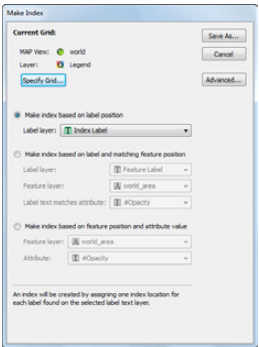 Make Index
Current Grid:
Save As...
MAP View: world
Cancel
Layer: Legend
Specify Grid...
Advanced...
Make index based on label position
Label layer: T Index Label
Make index based on label and matching feature position
Label layer: T Feature Label
Feature layer: A world_area
Label text matches attribute: #Opacity
Make index based on feature position and attribute value
Feature layer: A world_area
Attribute: #Opacity
An index will be created by assigning one index location for
each label found on the selected label text layer.